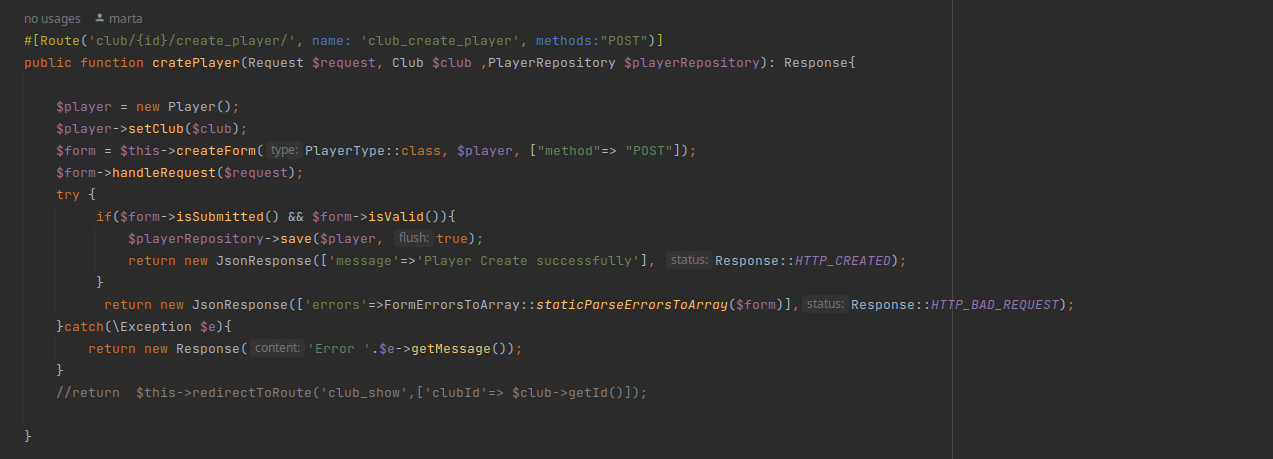 no usages marta
#[Route('club/{id}/create_player/', name: 'club_create_player', methods:"POST")]
public function cratePlayer(Request $request, Club $club ,PlayerRepository $playerRepository): Response{
$player = new Player();
$player->setClub($club);
$form = $this->createForm( type: PlayerType::class, $player, ["method"=> "POST"]);
$form->handleRequest($request);
try {
if($form->isSubmitted() && $form->isValid()){
$playerRepository->save($player, flush: true);
return new JsonResponse(['message'=>'Player Create successfully'], status: Response::HTTP_CREATED);
}
return new JsonResponse(['errors'=>FormErrorsToArray::staticParseErrorsToArray($form)], status: Response::HTTP_BAD_REQUEST);
}catch(\Exception $e){
return new Response( content: 'Error '.$e->getMessage());
}
//return  $this->redirectToRoute('club_show',['clubId'=> $club->getId()]);
}